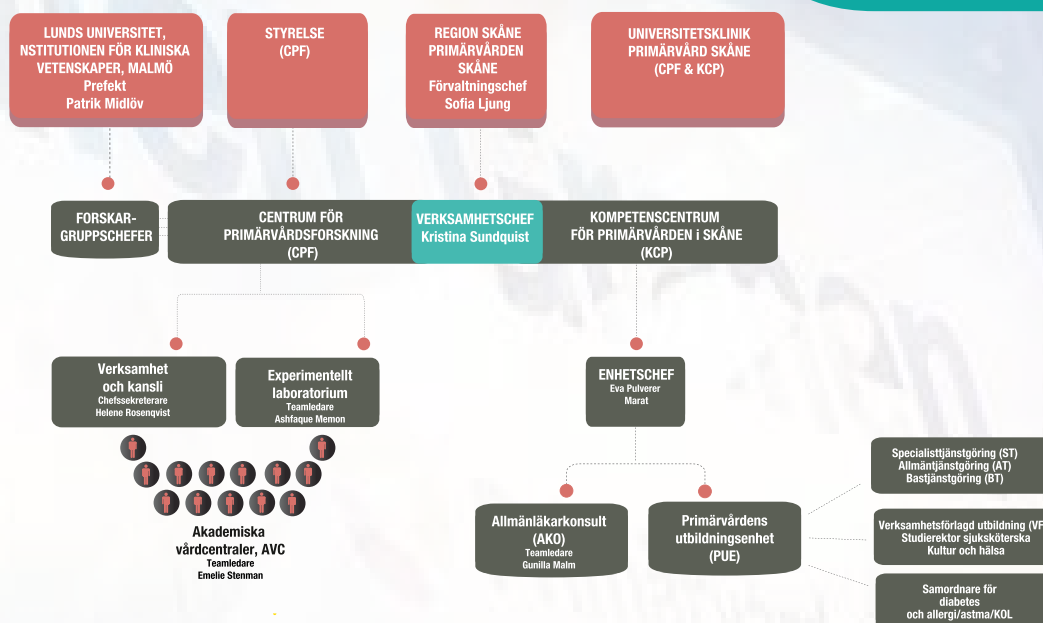 LUNDS UNIVERSITET,
NSTITUTIONEN FÖR KLINISKA
VETENSKAPER, MALMÖ
Prefekt
Patrik Midlöv
STYRELSE
(CPF)
REGION SKÅNE
PRIMÄRVÅRDEN
SKÅNE
Förvaltningschef
Sofia Ljung
UNIVERSITETSKLINIK
PRIMÄRVÅRD SKÅNE
(CPF & KCP)
FORSKAR-
GRUPPSCHEFER
CENTRUM FÖR
PRIMÄRVÅRDSFORSKNING
(CPF)
VERKSAMHETSCHEF
Kristina Sundquist
KOMPETENSCENTRUM
FÖR PRIMÄRVÅRDEN i SKÅNE
(KCP)
Verksamhet
och kansli
Chefssekreterare
Helene Rosenqvist
Experimentellt
laboratorium
Teamledare
Ashfaque Memon
ENHETSCHEF
Eva Pulverer
Marat
Akademiska
vårdcentraler, AVC
Teamledare
Emelie Stenman
Allmänläkarkonsult
(AKO)
Teamledare
Gunilla Malm
Primärvårdens
utbildningsenhet
(PUE)
Specialisttjänstgöring (ST)
Allmäntjänstgöring (AT)
Bastjänstgöring (BT)
Verksamhetsförlagd utbildning (VF
Studierektor sjuksköterska
Kultur och hälsa
Samordnare för
diabetes
och allergi/astma/KOL